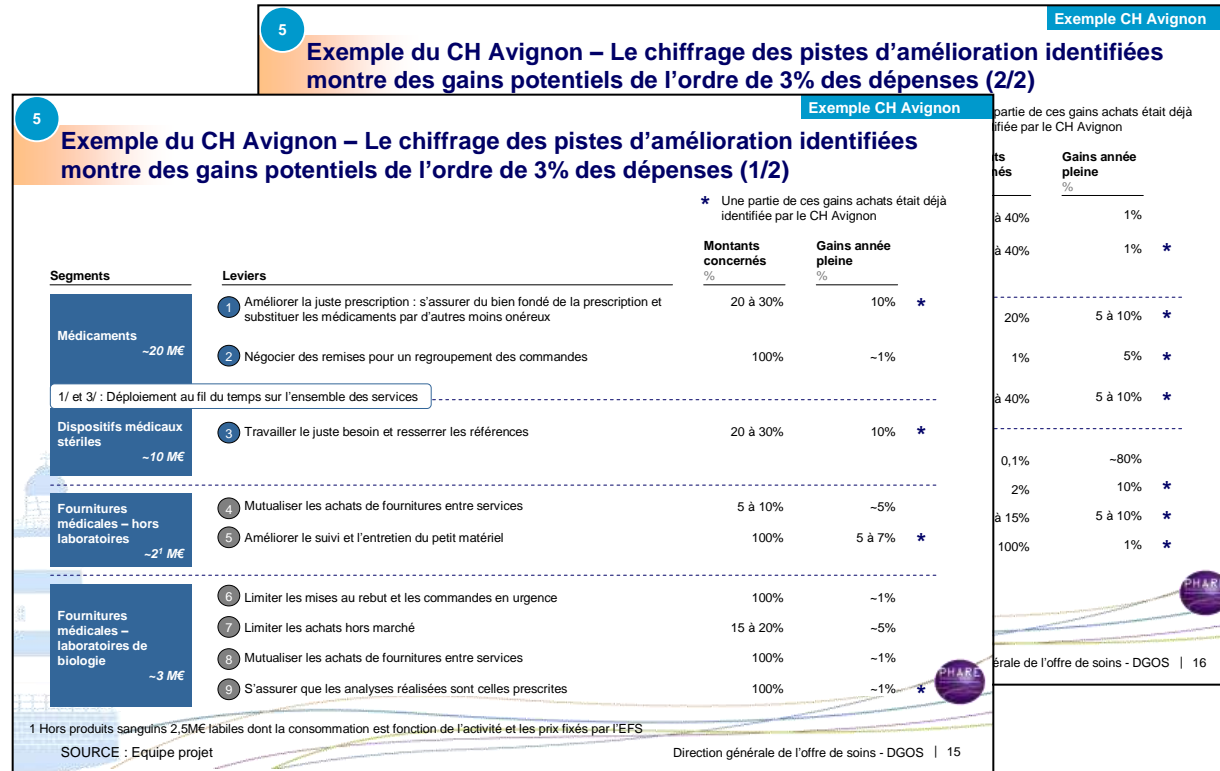 5
Exemple CH Avignon
Exemple du CH Avignon – Le chiffrage des pistes d’amélioration identifiées
montre des gains potentiels de l’ordre de 3% des dépenses (2/2)
partie de ces gains achats était déjà
par le CH Avignon
Gains année
pleine
%
à 40% 1%
à 40% 1% *
20% 5 à 10% *
1% 5% *
à 40% 5 à 10% *
0,1% ~80%
2% 10% *
à 15% 5 à 10% *
100% 1% *
PHARE
de l’offre de soins - DGOS | 16
5
Exemple CH Avignon
Exemple du CH Avignon – Le chiffrage des pistes d’amélioration identifiées
montre des gains potentiels de l’ordre de 3% des dépenses (1/2)
* Une partie de ces gains achats était déjà
identifiée par le CH Avignon
Segments
Leviers
Montants
concernés
%
Gains année
pleine
%
Médicaments
~20 M€
1 Améliorer la juste prescription : s’assurer du bien fondé de la prescription et
substituer les médicaments par d’autres moins onéreux
20 à 30% 10% *
2 Négocier des remises pour un regroupement des commandes 100% ~1%
1/ et 3/ : Déploiement au fil du temps sur l’ensemble des services
Dispositifs médicaux
stériles
~10 M€
3 Travailler le juste besoin et resserrer les références 20 à 30% 10% *
Fournitures
médicales – hors
laboratoires
~2¹ M€
4 Mutualiser les achats de fournitures entre services 5 à 10% ~5%
5 Améliorer le suivi et l’entretien du petit matériel 100% 5 à 7% *
Fournitures
médicales –
laboratoires de
biologie
~3 M€
6 Limiter les mises au rebut et les commandes en urgence 100% ~1%
7 Limiter les achats hors marché 15 à 20% ~5%
8 Mutualiser les achats de fournitures entre services 100% ~1%
9 S’assurer que les analyses réalisées sont celles prescrites 100% ~1% *
PHARE
1 Hors produits sanguins 2,5M€ labiles dont la consommation est fonction de l’activité et les prix fixés par l’EFS
SOURCE : Equipe projet
Direction générale de l’offre de soins - DGOS | 15